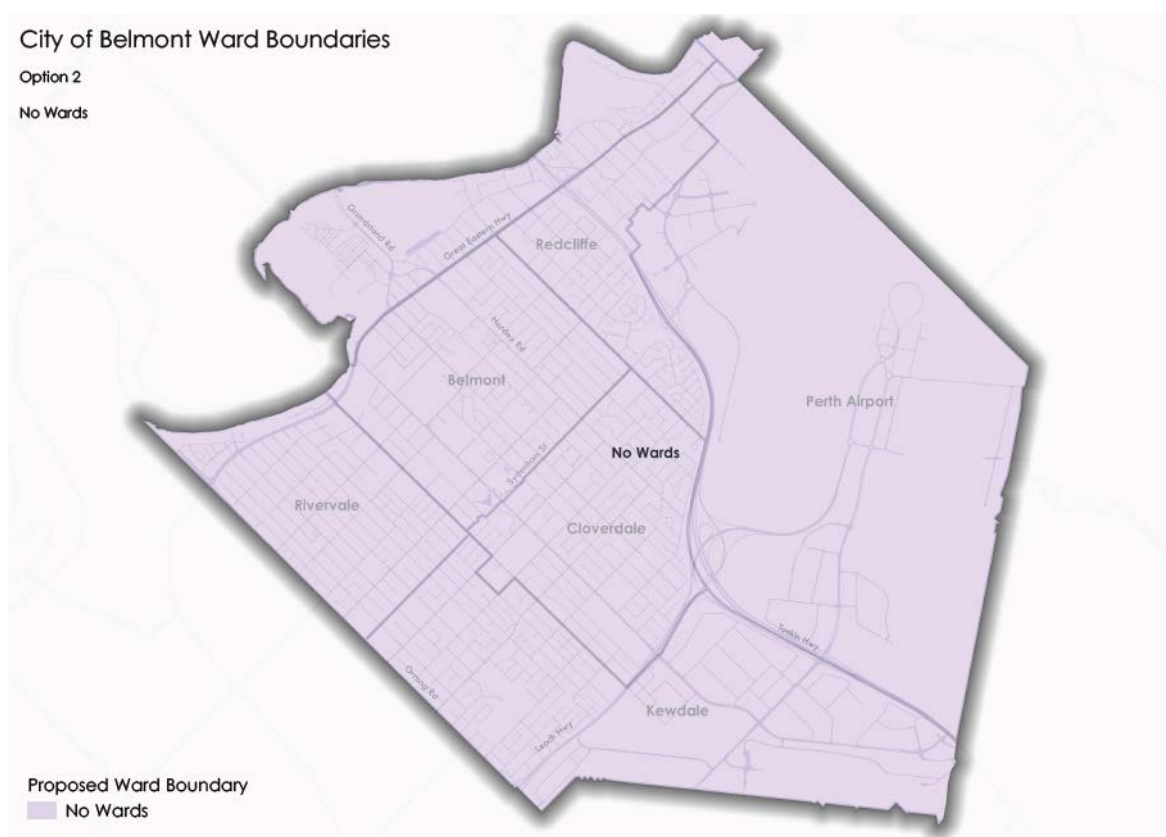 City of Belmont Ward Boundaries
Option 2
No Wards
Grandstand Rd
Great Eastern Hwy
Redcliffe
Hardey Rd
Belmont
Perth Airport
No Wards
Sydenham St
Rivervale
Cloverdale
Tonkin Hwy
Orrong Rd
Kewdale
Leach Hwy
Proposed Ward Boundary
No Wards